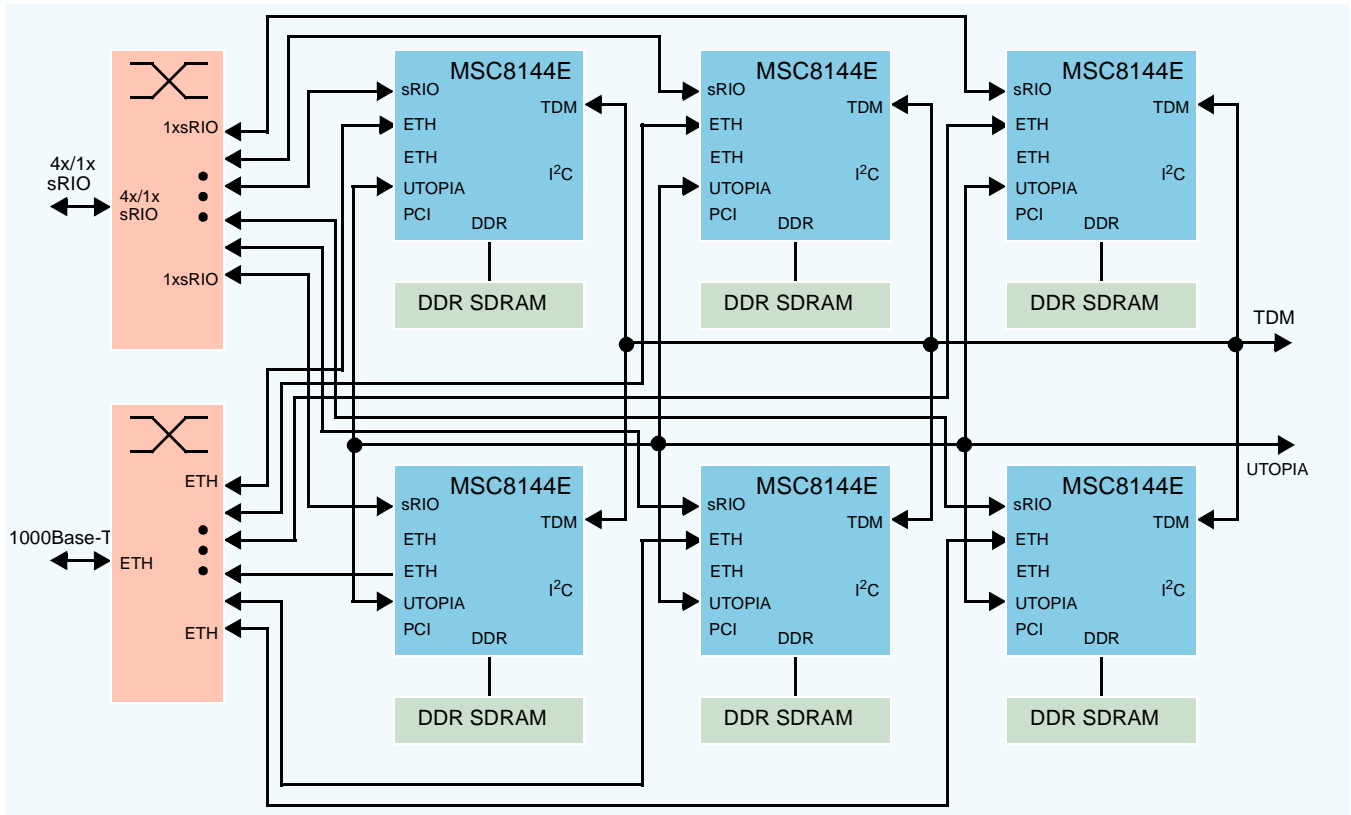 1xsRIO
4x/1x
sRIO
4x/1x
sRIO
1xsRIO
MSC8144E
sRIO
TDM
ETH
ETH
I²C
UTOPIA
PCI
DDR
DDR SDRAM
MSC8144E
sRIO
TDM
ETH
ETH
I²C
UTOPIA
PCI
DDR
DDR SDRAM
MSC8144E
sRIO
TDM
ETH
ETH
I²C
UTOPIA
PCI
DDR
DDR SDRAM
TDM
UTOPIA
ETH
1000Base-T
ETH
ETH
MSC8144E
sRIO
TDM
ETH
ETH
I²C
UTOPIA
PCI
DDR
DDR SDRAM
MSC8144E
sRIO
TDM
ETH
ETH
I²C
UTOPIA
PCI
DDR
DDR SDRAM
MSC8144E
sRIO
TDM
ETH
ETH
I²C
UTOPIA
PCI
DDR
DDR SDRAM